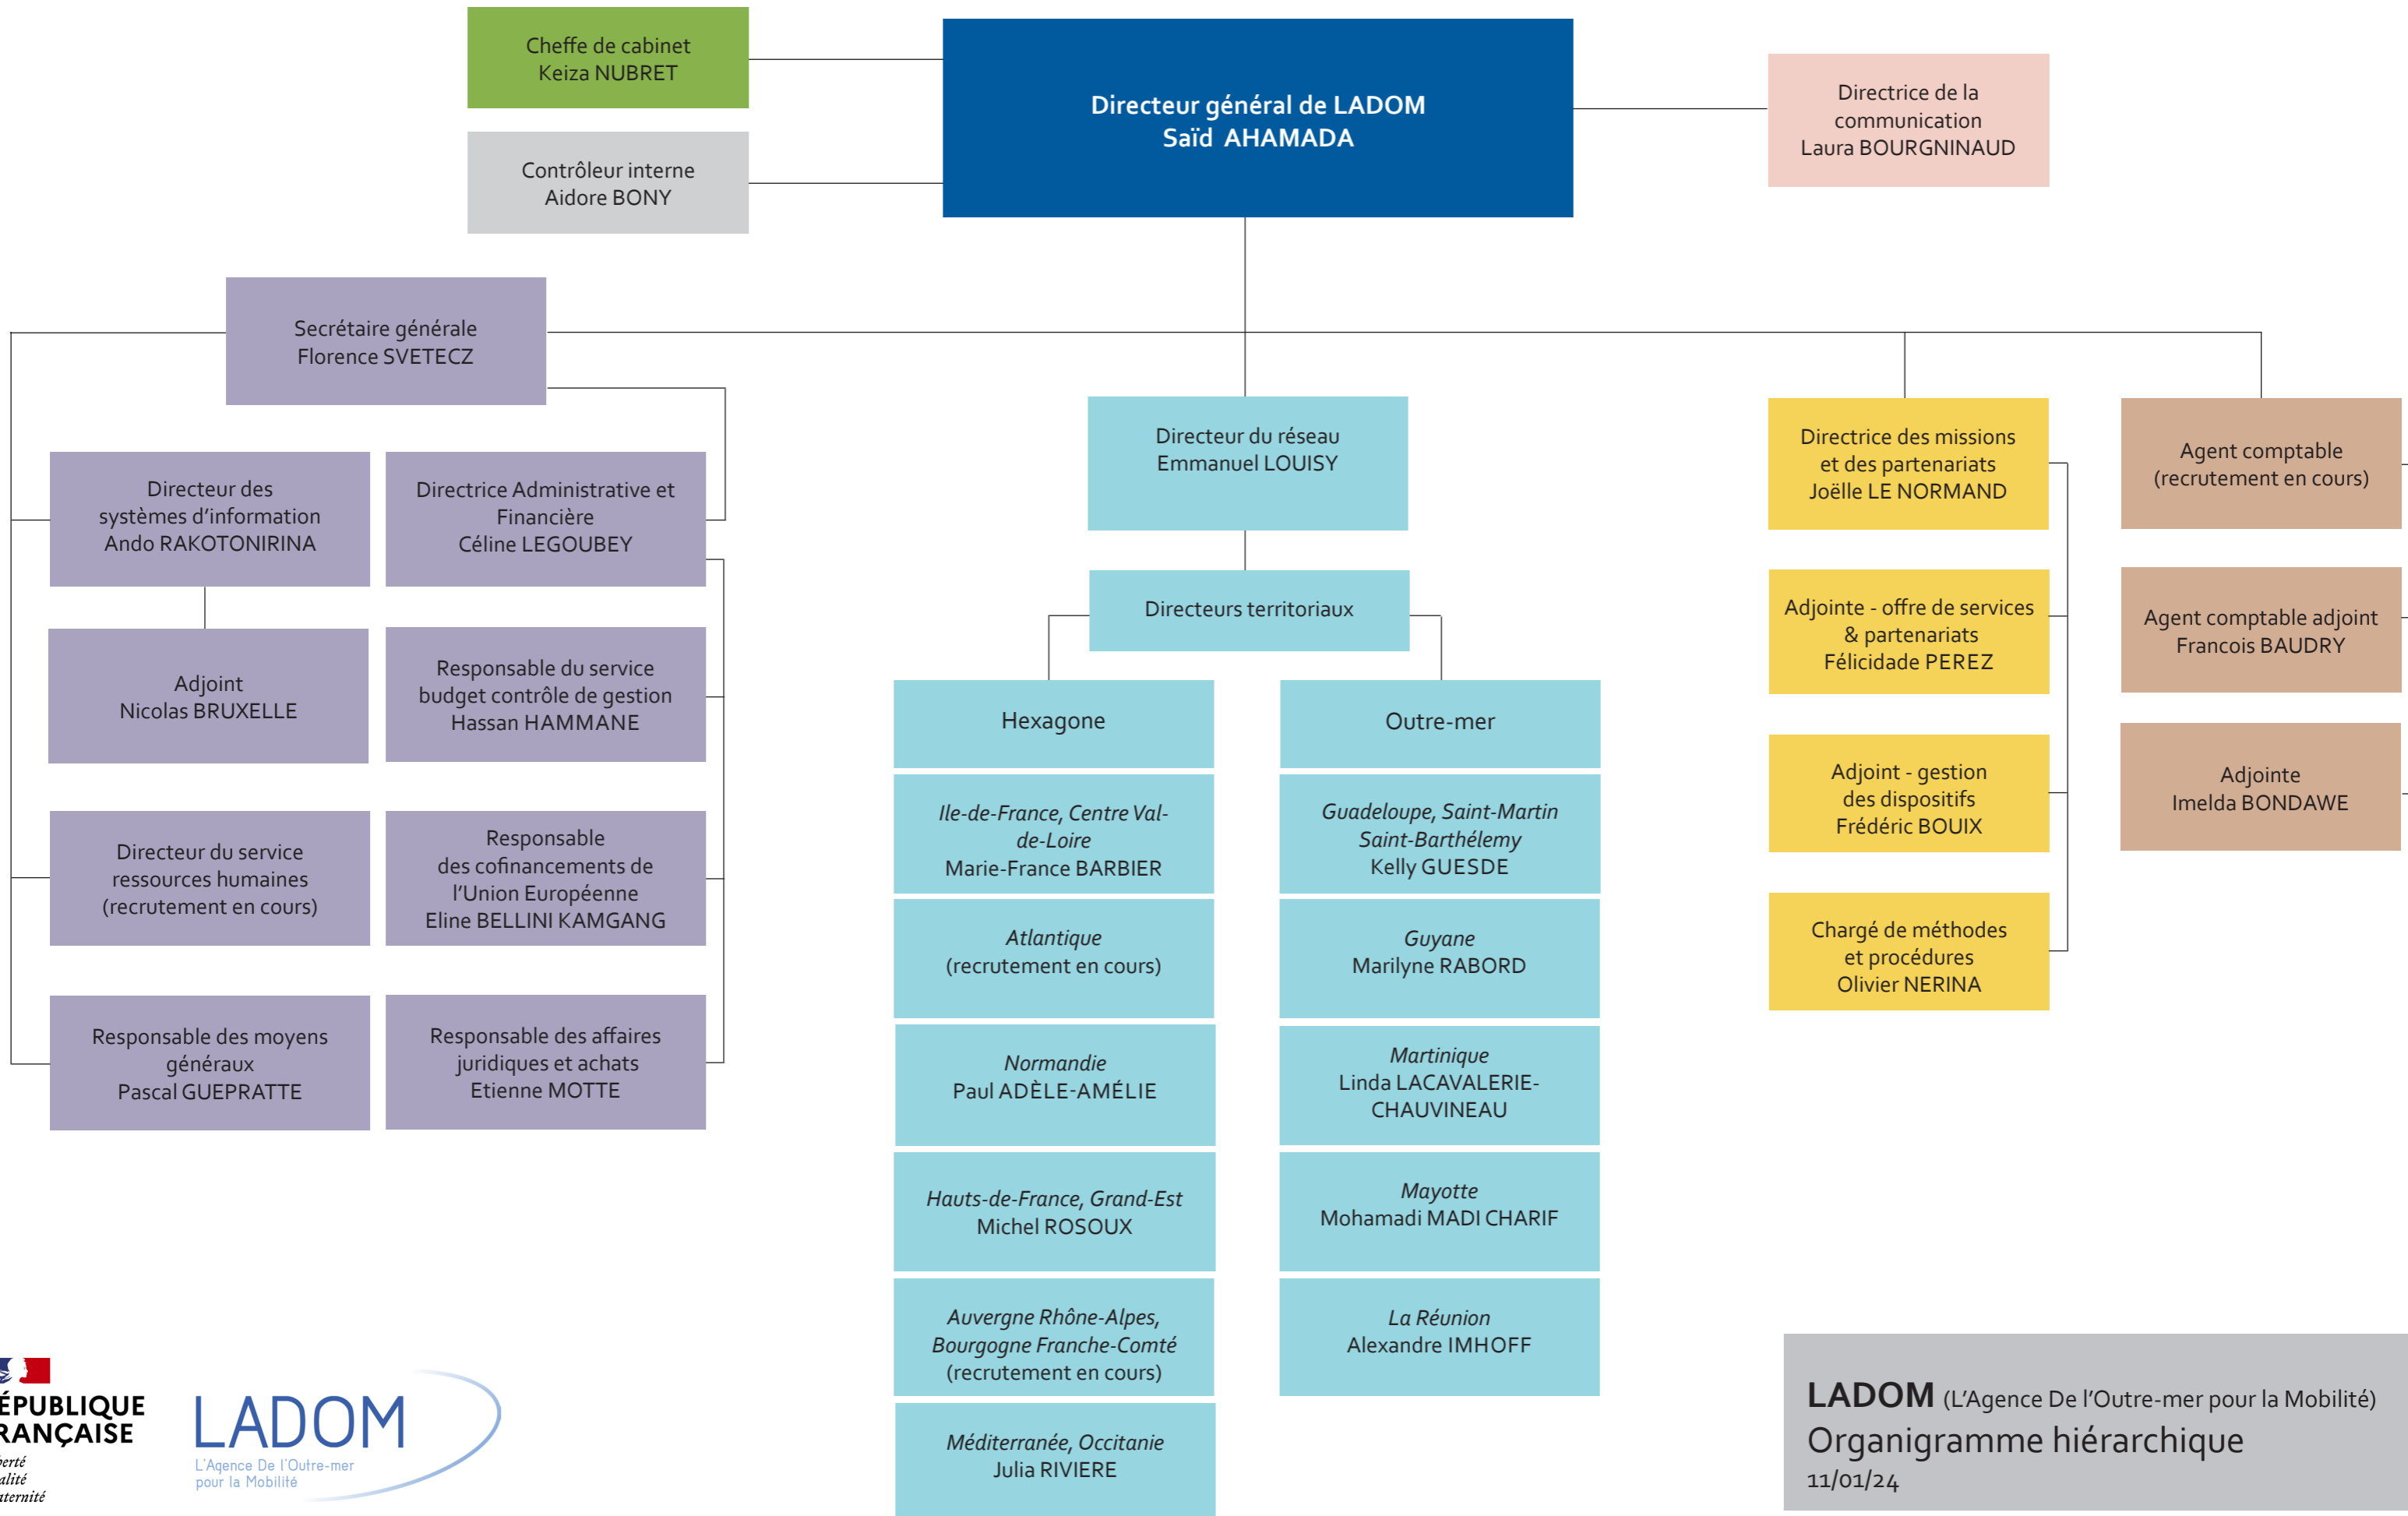 Cheffe de cabinet
Keiza NUBRET
Contrôleur interne
Aidore BONY
Directeur général de LADOM
Saïd AHAMADA
Directrice de la
communication
Laura BOURGNINAUD
Secrétaire générale
Florence SVETECZ
Directeur des
systèmes d'information
Ando RAKOTONIRINA
Adjoint
Nicolas BRUXELLE
Directeur du service
ressources humaines
(recrutement en cours)
Responsable des moyens
généraux
Pascal GUEPRATTE
Directrice Administrative et
Financière
Céline LEGOUBEY
Responsable du service
budget contrôle de gestion
Hassan HAMMANE
Responsable
des cofinancements de
l'Union Européenne
Eline BELLINI KAMGANG
Responsable des affaires
juridiques et achats
Etienne MOTTE
Directeur du réseau
Emmanuel LOUISY
Directeurs territoriaux
Hexagone
Ile-de-France, Centre Val-
de-Loire
Marie-France BARBIER
Atlantique
(recrutement en cours)
Normandie
Paul ADÈLE-AMÉLIE
Hauts-de-France, Grand-Est
Michel ROSOUX
Auvergne Rhône-Alpes,
Bourgogne Franche-Comté
(recrutement en cours)
Méditerranée, Occitanie
Julia RIVIERE
Outre-mer
Guadeloupe, Saint-Martin
Saint-Barthélemy
Kelly GUESDE
Guyane
Marilyne RABORD
Martinique
Linda LACAVALERIE-
CHAUVINEAU
Mayotte
Mohamadi MADI CHARIF
La Réunion
Alexandre IMHOFF
Directrice des missions
et des partenariats
Joëlle LE NORMAND
Adjointe - offre de services
& partenariats
Félicidade PEREZ
Adjoint - gestion
des dispositifs
Frédéric BOUIX
Chargé de méthodes
et procédures
Olivier NERINA
Agent comptable
(recrutement en cours)
Agent comptable adjoint
Francois BAUDRY
Adjointe
Imelda BONDAWE
ÉPUBLIQUE
RANÇAISE
berté
alité
aternité
LADOM
L'Agence De l'Outre-mer
pour la Mobilité
LADOM (L'Agence De l'Outre-mer pour la Mobilité)
Organigramme hiérarchique
11/01/24